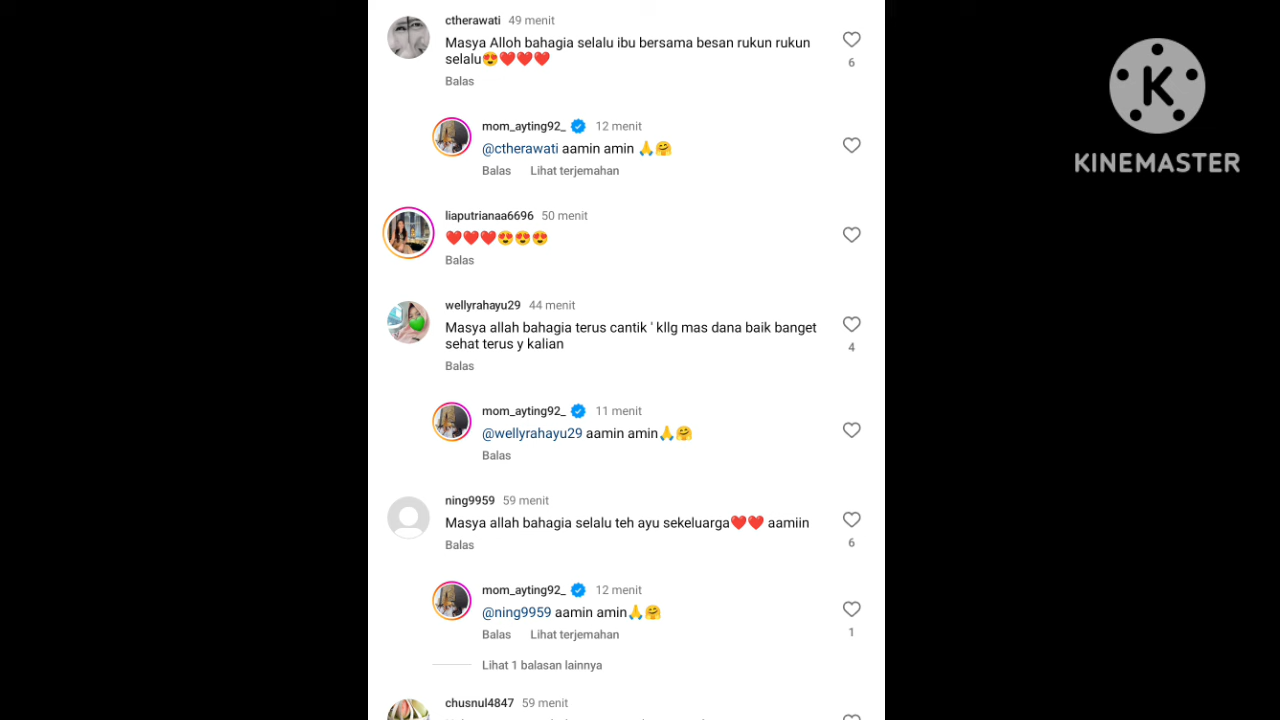 ctherawati 49 menit
Masya Alloh bahagia selalu ibu bersama besan rukun rukun
selalu😍❤️❤️❤️
6
Balas
mom_ayting92_ 12 menit
@ctherawati aamin amin 🙏🤗
Balas Lihat terjemahan
liaputrianaa6696 50 menit
❤️❤️❤️😍😍😍
Balas
wellyrahayu29 44 menit
Masya allah bahagia terus cantik ' kllg mas dana baik banget
sehat terus y kalian
4
Balas
mom_ayting92_ 11 menit
@wellyrahayu29 aamin amin🙏🤗
Balas
ning9959 59 menit
Masya allah bahagia selalu teh ayu sekeluarga❤️❤️ aamiin
6
Balas
mom_ayting92_ 12 menit
@ning9959 aamin amin🙏🤗
1
Balas Lihat terjemahan
Lihat 1 balasan lainnya
chusnul4847 59 menit
K
KINEMASTER